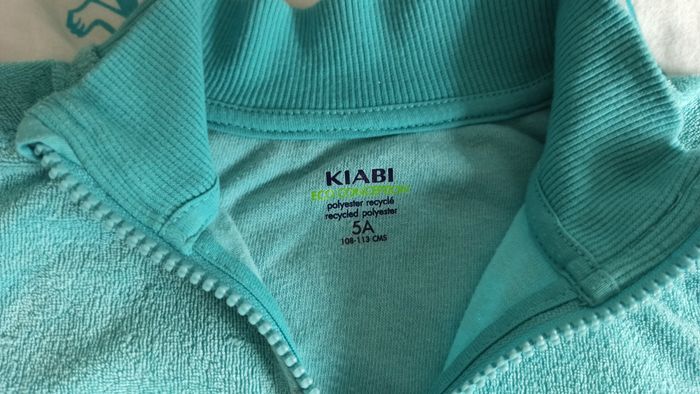 KIABI
ECO CONCEPTION
polyester recyclé
recycled polyester
5A
108-113 CMS